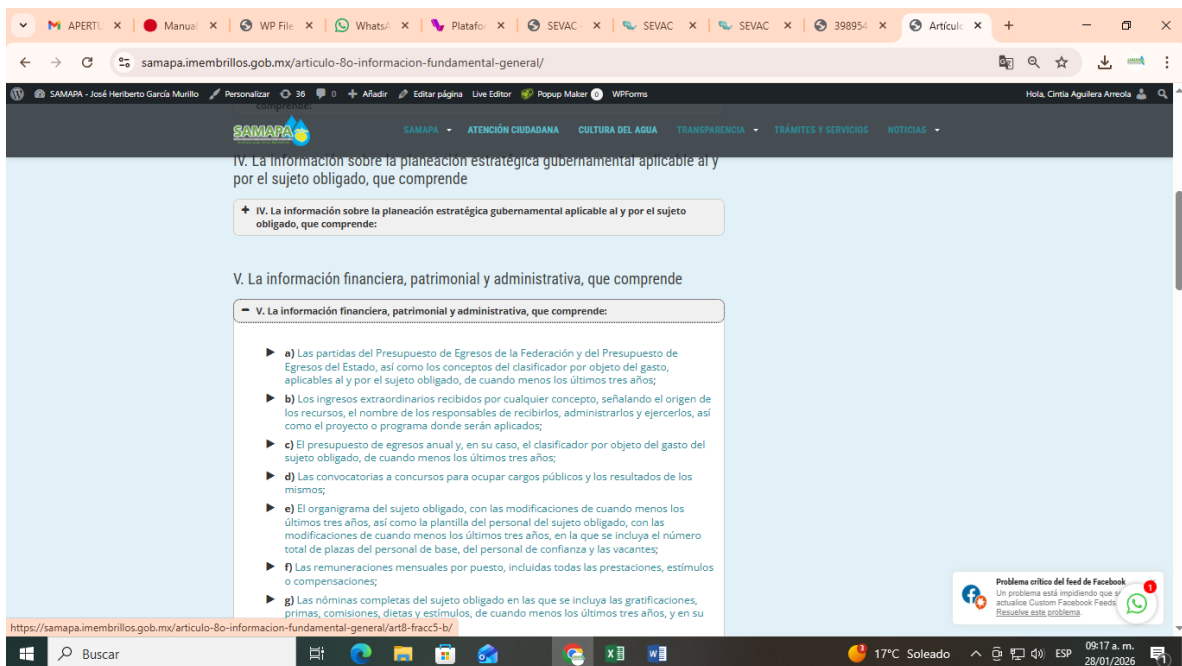 APERTU
Manual
WP File
WhatsA
Platafor
SEVAC -
SEVAC
SEVAC
398954
Artículo
samapa.imembrillos.gob.mx/articulo-8o-informacion-fundamental-general/
SAMAPA - José Heriberto García Murillo Personalizar 36 0 Añadir Editar página Live Editor Popup Maker 0 WPForms Hola, Cintia Aguilera Arreola
comprende:
SAMAPA
SAMAPA ATENCIÓN CIUDADANA CULTURA DEL AGUA TRANSPARENCIA TRÁMITES Y SERVICIOS NOTICIAS
IV. La información sobre la planeación estratégica gubernamental aplicable al y
por el sujeto obligado, que comprende
IV. La información sobre la planeación estratégica gubernamental aplicable al y por el sujeto
obligado, que comprende:
V. La información financiera, patrimonial y administrativa, que comprende
V. La información financiera, patrimonial y administrativa, que comprende:
a) Las partidas del Presupuesto de Egresos de la Federación y del Presupuesto de
Egresos del Estado, así como los conceptos del clasificador por objeto del gasto,
aplicables al y por el sujeto obligado, de cuando menos los últimos tres años;
b) Los ingresos extraordinarios recibidos por cualquier concepto, señalando el origen de
los recursos, el nombre de los responsables de recibirlos, administrarlos y ejercerlos, así
como el proyecto o programa donde serán aplicados;
c) El presupuesto de egresos anual y, en su caso, el clasificador por objeto del gasto del
sujeto obligado, de cuando menos los últimos tres años;
d) Las convocatorias a concursos para ocupar cargos públicos y los resultados de los
mismos;
e) El organigrama del sujeto obligado, con las modificaciones de cuando menos los
últimos tres años, así como la plantilla del personal del sujeto obligado, con las
modificaciones de cuando menos los últimos tres años, en la que se incluya el número
total de plazas del personal de base, del personal de confianza y las vacantes;
f) Las remuneraciones mensuales por puesto, incluidas todas las prestaciones, estímulos
o compensaciones;
g) Las nóminas completas del sujeto obligado en las que se incluya las gratificaciones,
primas, comisiones, dietas y estímulos, de cuando menos los últimos tres años, y en su
Problema crítico del feed de Facebook
Un problema está impidiendo que s
actualice Custom Facebook Feeds
Resuelve este problema.
1
https://samapa.imembrillos.gob.mx/articulo-8o-informacion-fundamental-general/art8-fracc5-b/
Buscar
17°C Soleado
ESP
09:17 a. m.
28/01/2026